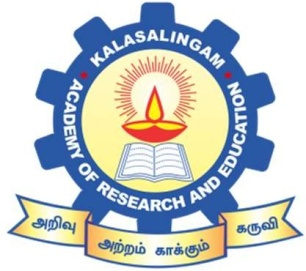 KALASALINGAM
ACADEMY OF RESEARCH AND EDUCATION
அறிவு
அற்றம் காக்கும்
கருவி